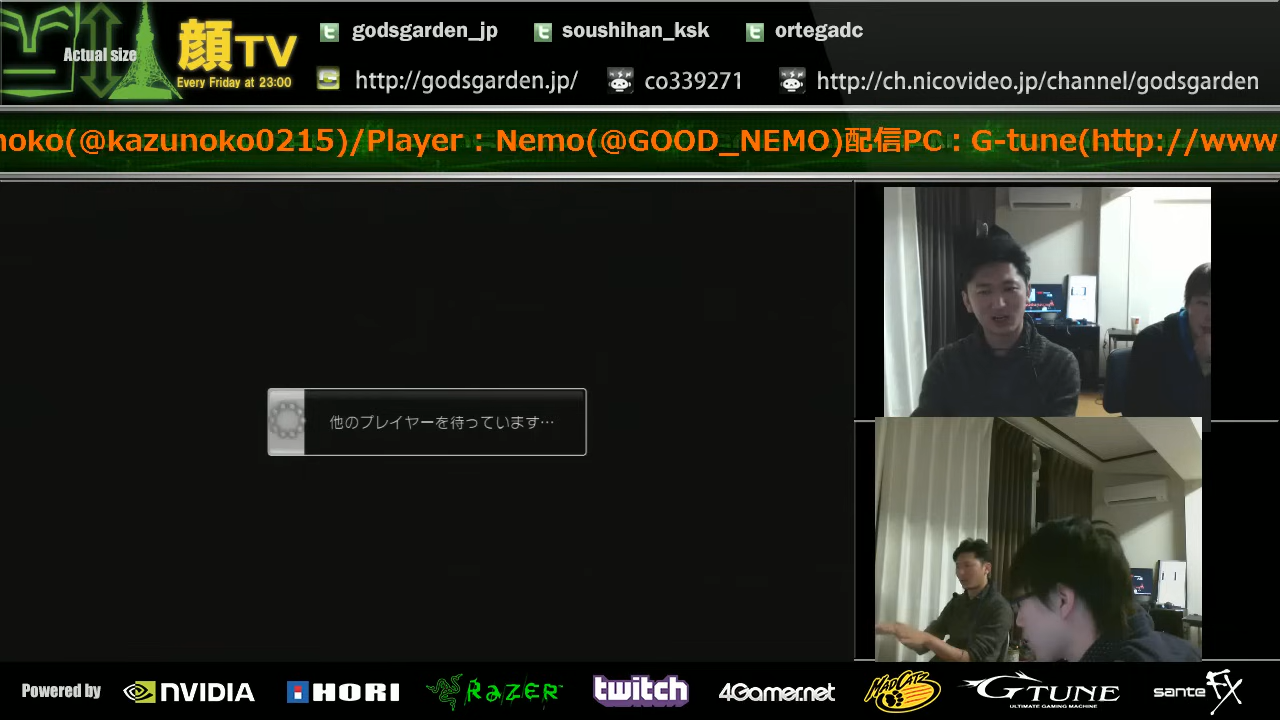 Actual size
顔TV
Every Friday at 23:00
godsgarden_jp
soushihan_ksk
ortegadc
http://godsgarden.jp/
co339271
http://ch.nicovideo.jp/channel/godsgarden
noko(@kazunoko0215)/Player：Nemo(@GOOD_NEMO)配信PC：G-tune(http://www
他のプレイヤーを待っています…
Powered by
NVIDIA
HORI
RAZER
twitch
4Gamer.net
MAD CATZ
G TUNE
ULTIMATE GAMING MACHINE
sante FX